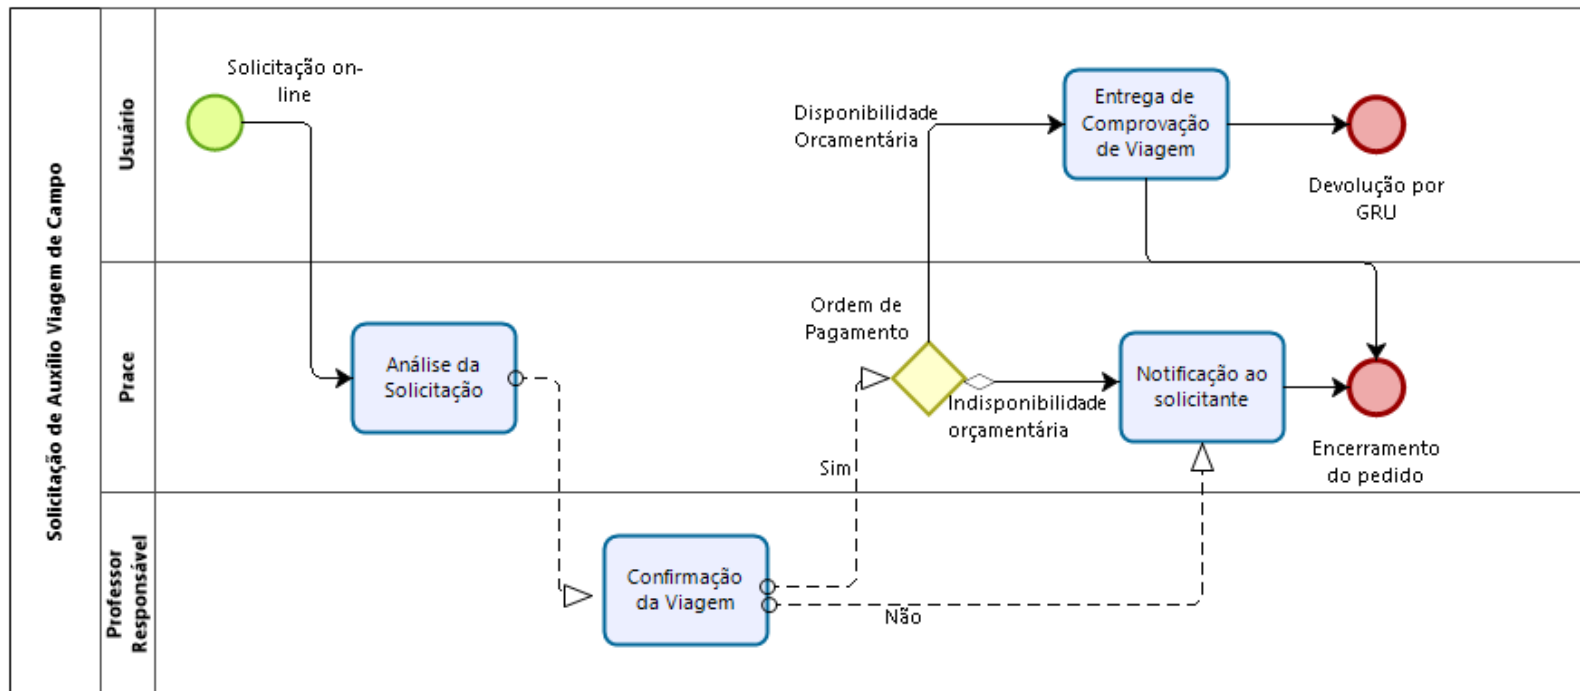 Solicitação de Auxílio Viagem de Campo
Usuário
Solicitação on-
line
Disponibilidade
Orcamentária
Entrega de
Comprovação
de Viagem
Devolução por
GRU
Prace
Análise da
Solicitação
Ordem de
Pagamento
Indisponibilidade
orçamentária
Notificação ao
solicitante
Encerramento
do pedido
Sim
Professor
Responsável
Confirmação
da Viagem
Não